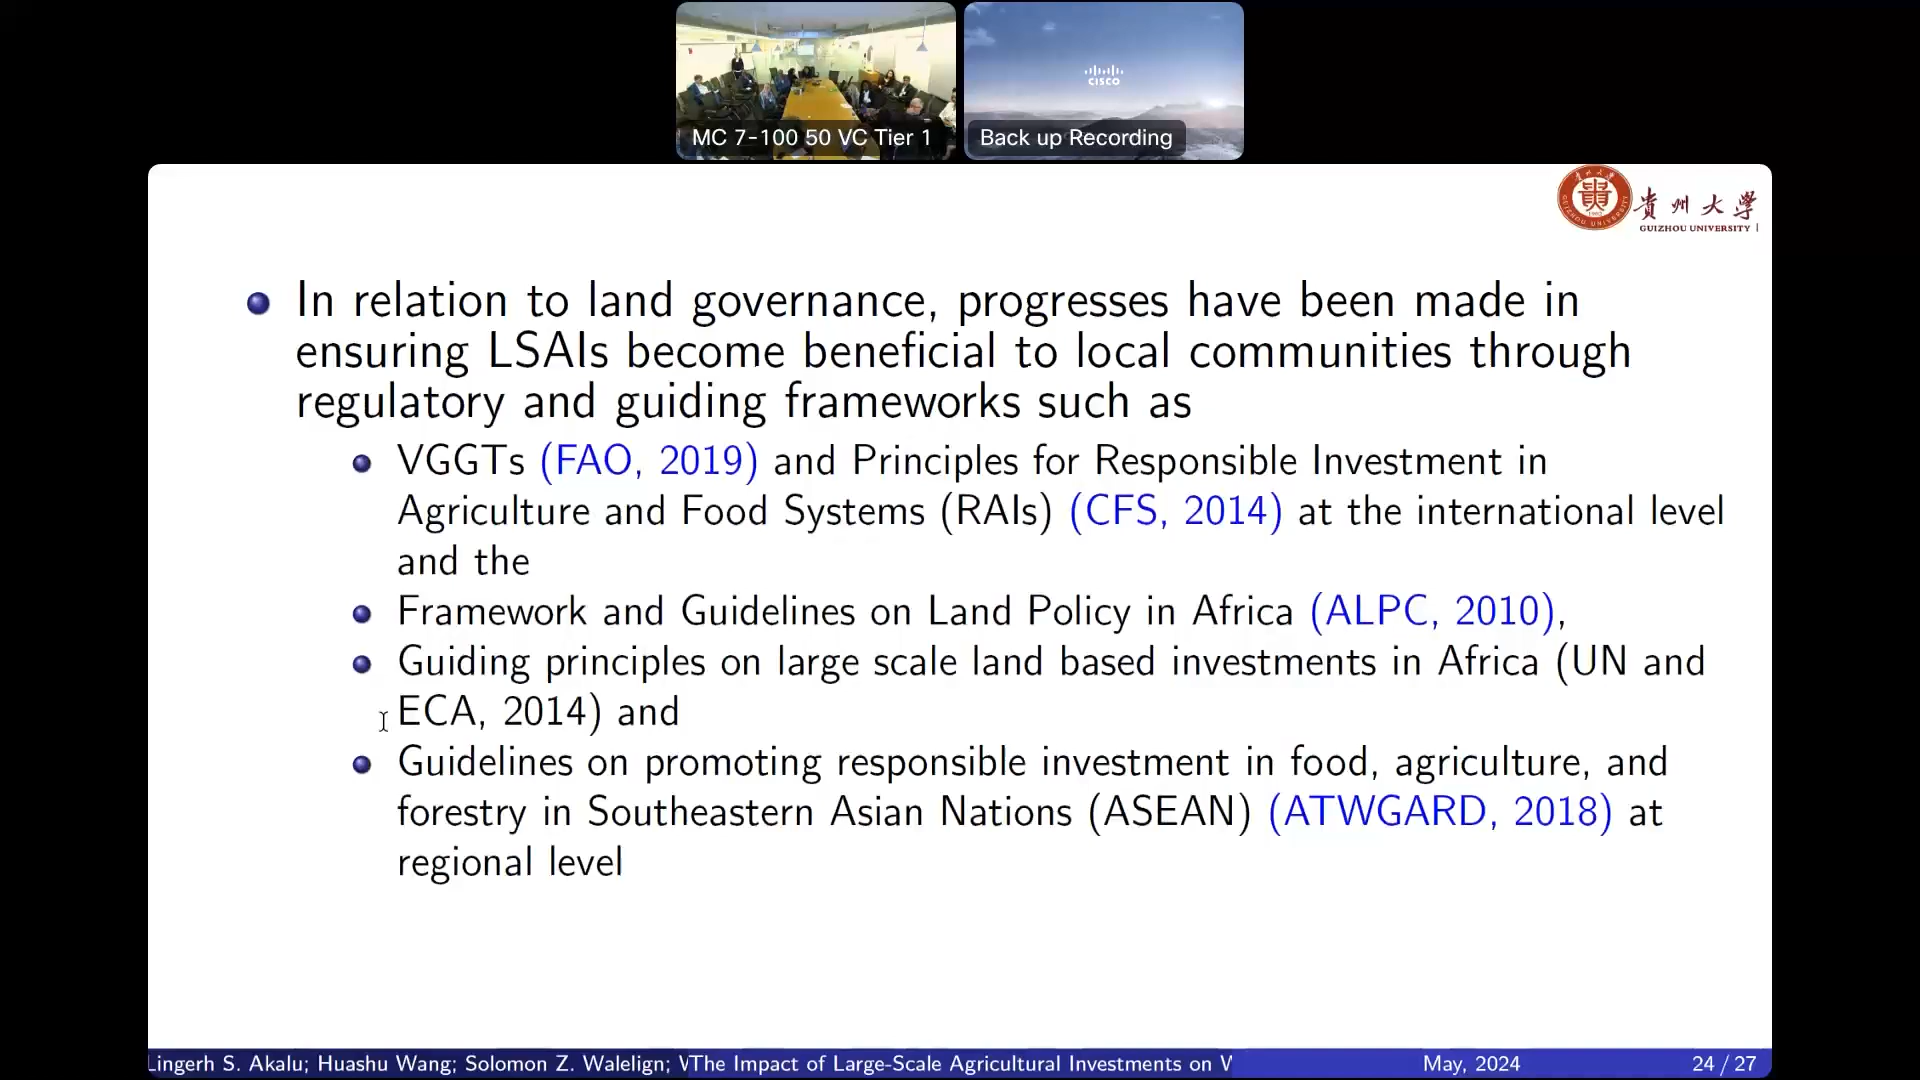 CISCO
MC 7-100 50 VC Tier 1
Back up Recording
貴州大学
GUIZHOU UNIVERSITY
In relation to land governance, progresses have been made in
ensuring LSAIs become beneficial to local communities through
regulatory and guiding frameworks such as
VGGTs (FAO, 2019) and Principles for Responsible Investment in
Agriculture and Food Systems (RAIs) (CFS, 2014) at the international level
and the
Framework and Guidelines on Land Policy in Africa (ALPC, 2010),
Guiding principles on large scale land based investments in Africa (UN and
ECA, 2014) and
Guidelines on promoting responsible investment in food, agriculture, and
forestry in Southeastern Asian Nations (ASEAN) (ATWGARD, 2018) at
regional level
Lingerh S. Akalu; Huashu Wang; Solomon Z. Walelign; The Impact of Large-Scale Agricultural Investments on May, 2024 24 / 27